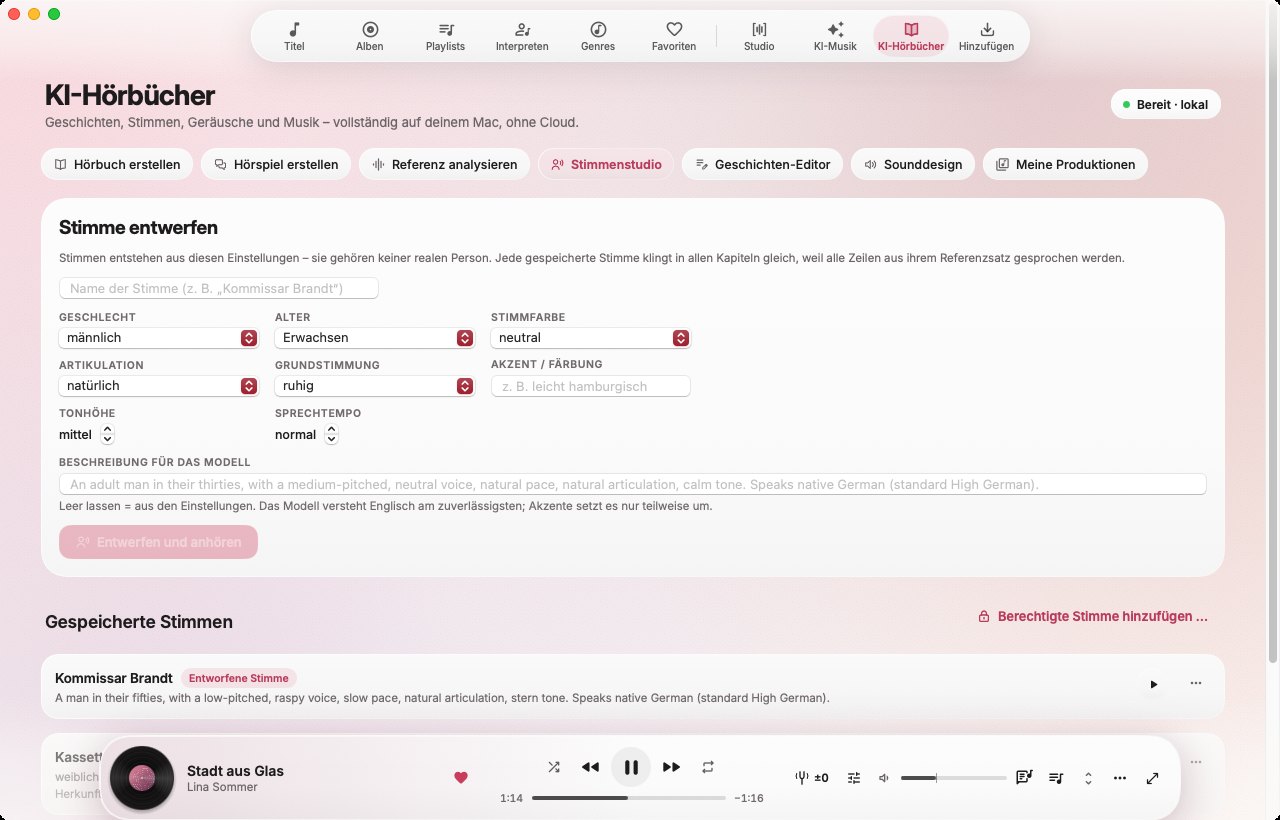 Titel
Alben
Playlists
Interpreten
Genres
Favoriten
Studio
KI-Musik
KI-Hörbücher
Hinzufügen
KI-Hörbücher
Geschichten, Stimmen, Geräusche und Musik – vollständig auf deinem Mac, ohne Cloud.
Bereit · lokal
Hörbuch erstellen
Hörspiel erstellen
Referenz analysieren
Stimmenstudio
Geschichten-Editor
Sounddesign
Meine Produktionen
Stimme entwerfen
Stimmen entstehen aus diesen Einstellungen – sie gehören keiner realen Person. Jede gespeicherte Stimme klingt in allen Kapiteln gleich, weil alle Zeilen aus ihrem Referenzsatz gesprochen werden.
Name der Stimme (z. B. „Kommissar Brandt“)
GESCHLECHT
ALTER
STIMMFARBE
männlich
Erwachsen
neutral
ARTIKULATION
GRUNDSTIMMUNG
AKZENT / FÄRBUNG
natürlich
ruhig
z. B. leicht hamburgisch
TONHÖHE
SPRECHTEMPO
mittel
normal
BESCHREIBUNG FÜR DAS MODELL
An adult man in their thirties, with a medium-pitched, neutral voice, natural pace, natural articulation, calm tone. Speaks native German (standard High German).
Leer lassen = aus den Einstellungen. Das Modell versteht Englisch am zuverlässigsten; Akzente setzt es nur teilweise um.
Entwerfen und anhören
Gespeicherte Stimmen
Berechtigte Stimme hinzufügen ...
Kommissar Brandt
Entworfene Stimme
A man in their fifties, with a low-pitched, raspy voice, slow pace, natural articulation, stern tone. Speaks native German (standard High German).
weiblich
Stadt aus Glas
Lina Sommer
1:14
−1:16
±0